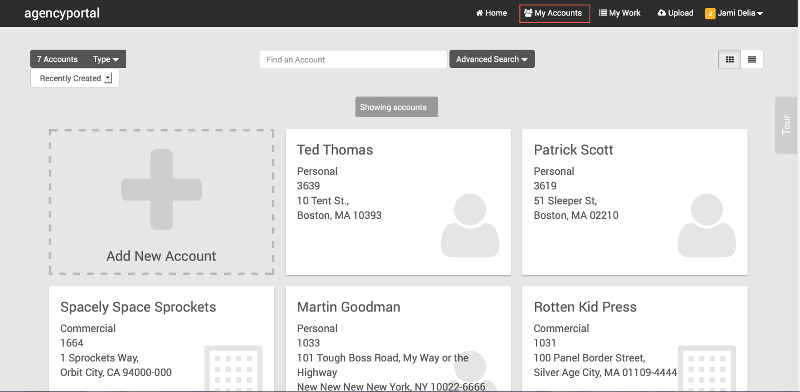 agencyportal
Home My Accounts My Work Upload J Jami Delia
7 Accounts Type
Recently Created
Find an Account Advanced Search
Showing accounts
Tour
Add New Account
Ted Thomas
Personal
3639
10 Tent St.,
Boston, MA 10393
Patrick Scott
Personal
3619
51 Sleeper St,
Boston, MA 02210
Spacely Space Sprockets
Commercial
1664
1 Sprockets Way,
Orbit City, CA 94000-000
Martin Goodman
Personal
1033
101 Tough Boss Road, My Way or the
Highway
New New New New York, NY 10022-6666
Rotten Kid Press
Commercial
1031
100 Panel Border Street,
Silver Age City, MA 01109-4444